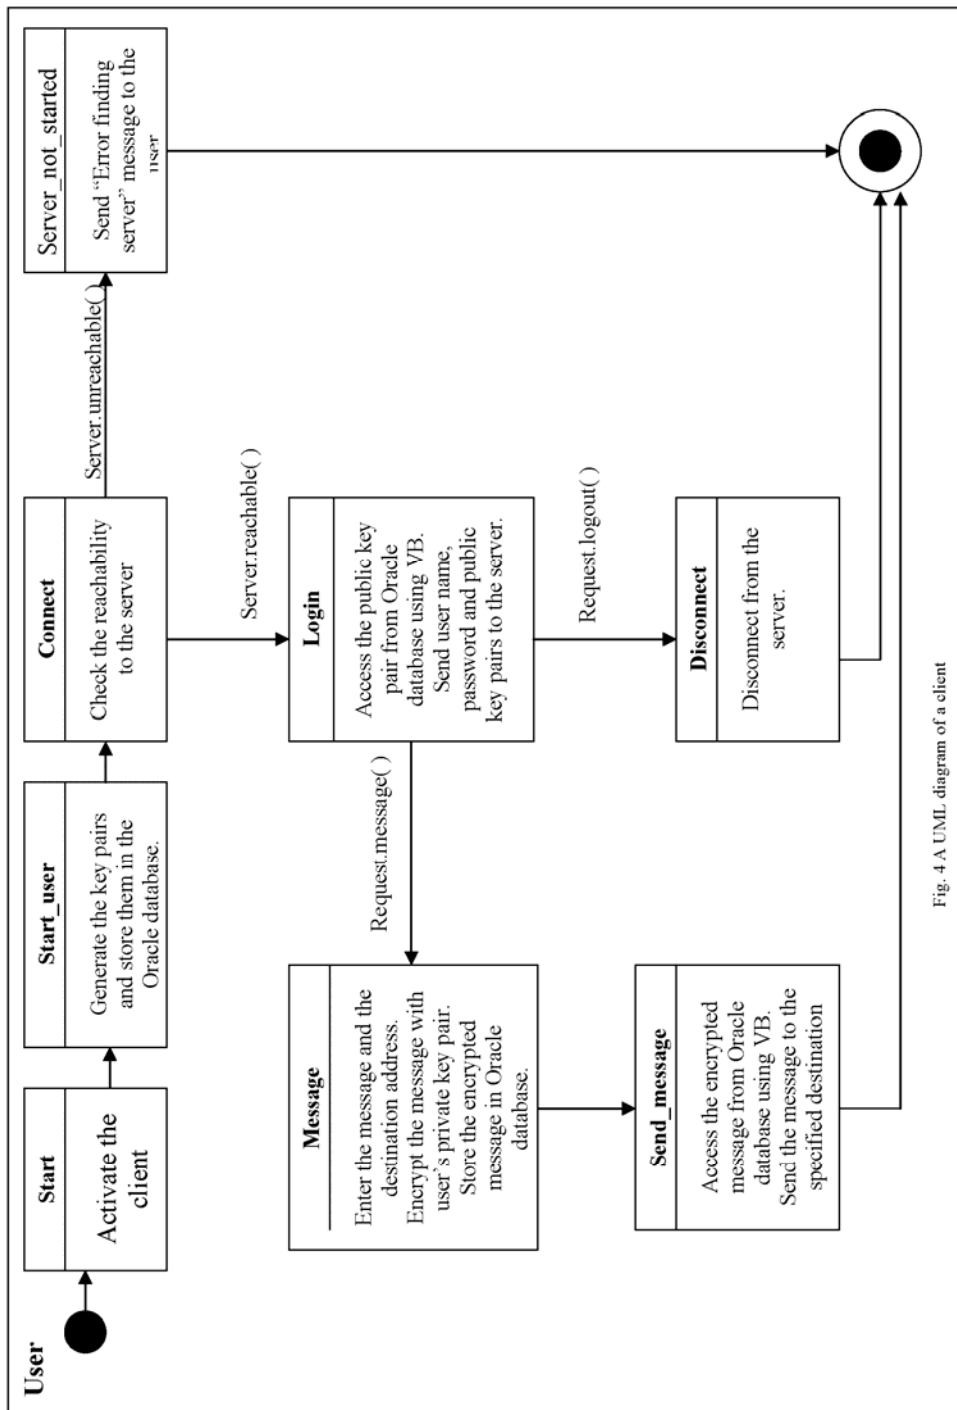 User
Start
Activate the
client
Start_user
Generate the key pairs
and store them in the
Oracle database.
Connect
Check the reachability
to the server
Server.unreachable( )
Server_not_started
Send “Error finding
server” message to the
user
Server.reachable( )
Login
Access the public key
pair from Oracle
database using VB.
Send user name,
password and public
key pairs to the server.
Request.message( )
Request.logout( )
Message
Enter the message and the
destination address.
Encrypt the message with
user’s private key pair.
Store the encrypted
message in Oracle
database.
Send_message
Access the encrypted
message from Oracle
database using VB.
Send the message to the
specified destination
Disconnect
Disconnect from the
server.
Fig. 4 A UML diagram of a client